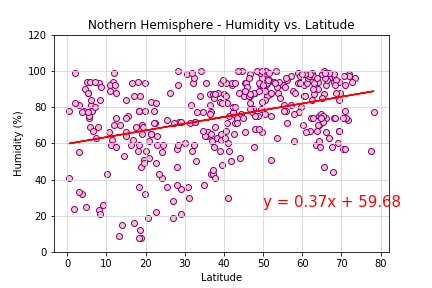 Nothern Hemisphere - Humidity vs. Latitude
120
100
80
60
40
20
0
Humidity (%)
y = 0.37x + 59.68
0 10 20 30 40 50 60 70 80
Latitude